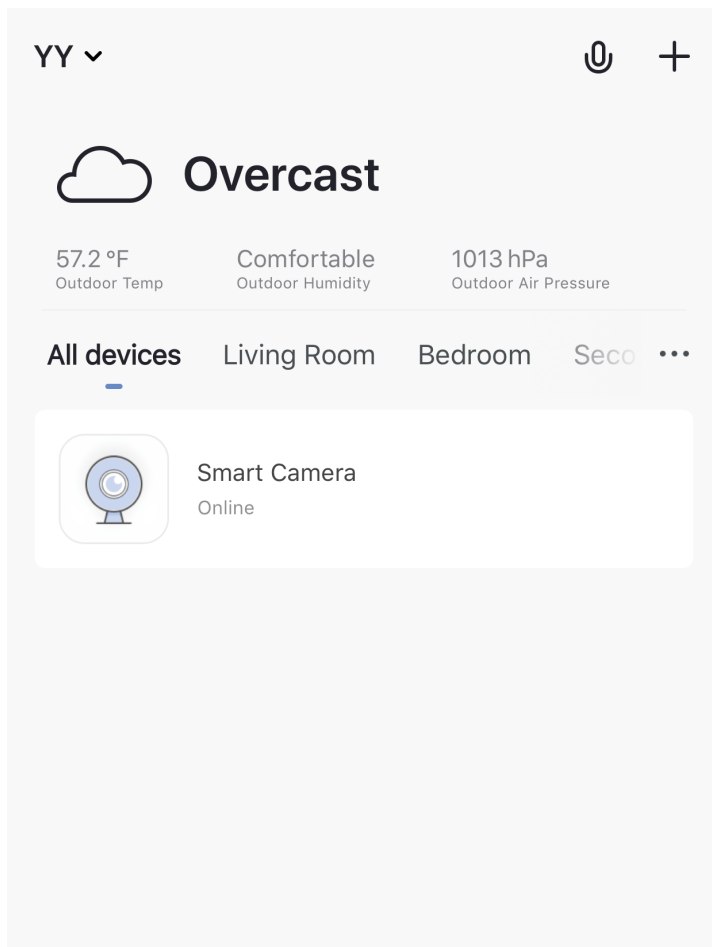 YY
Overcast
57.2 °F Comfortable 1013 hPa
Outdoor Temp Outdoor Humidity Outdoor Air Pressure
All devices Living Room Bedroom Seco •••
Smart Camera
Online